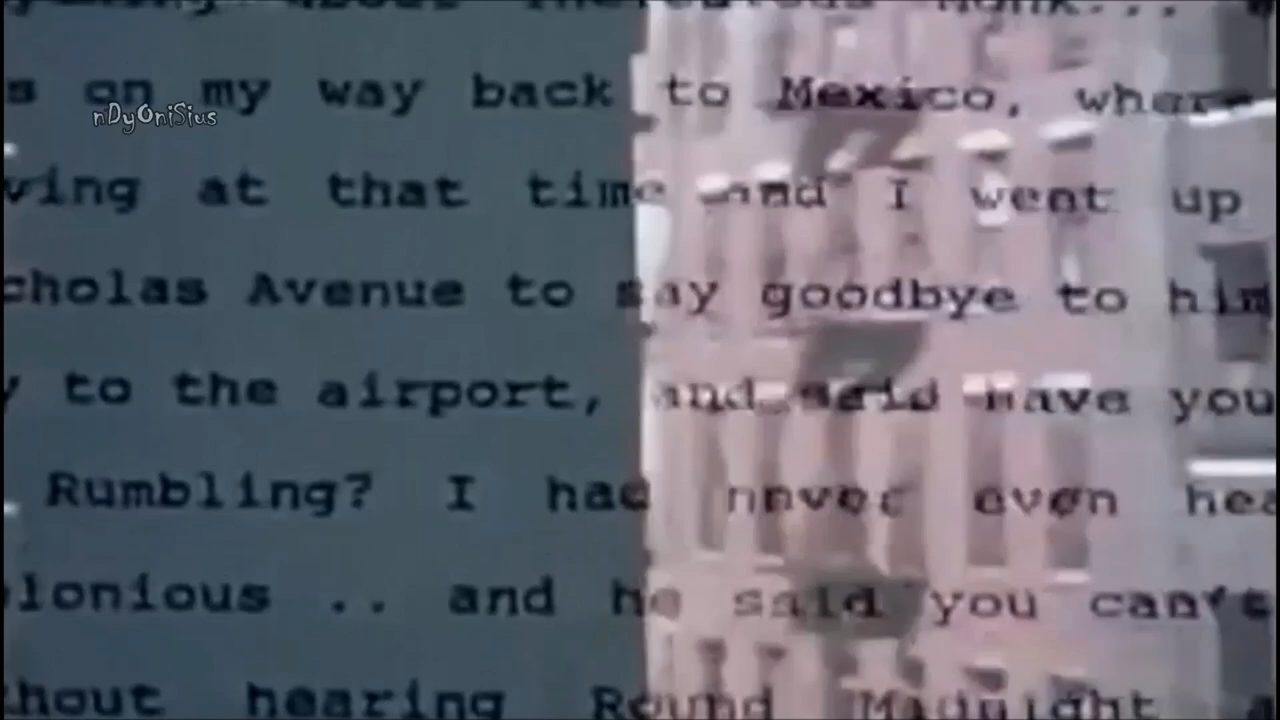 Monk...
s on my way back to Mexico, where
nDyOniSius
ving at that time and I went up
cholas Avenue to say goodbye to him
y to the airport, and said have you
Rumbling? I had never even hea
lonious .. and he said you can't
hout hearing Round Midnight a